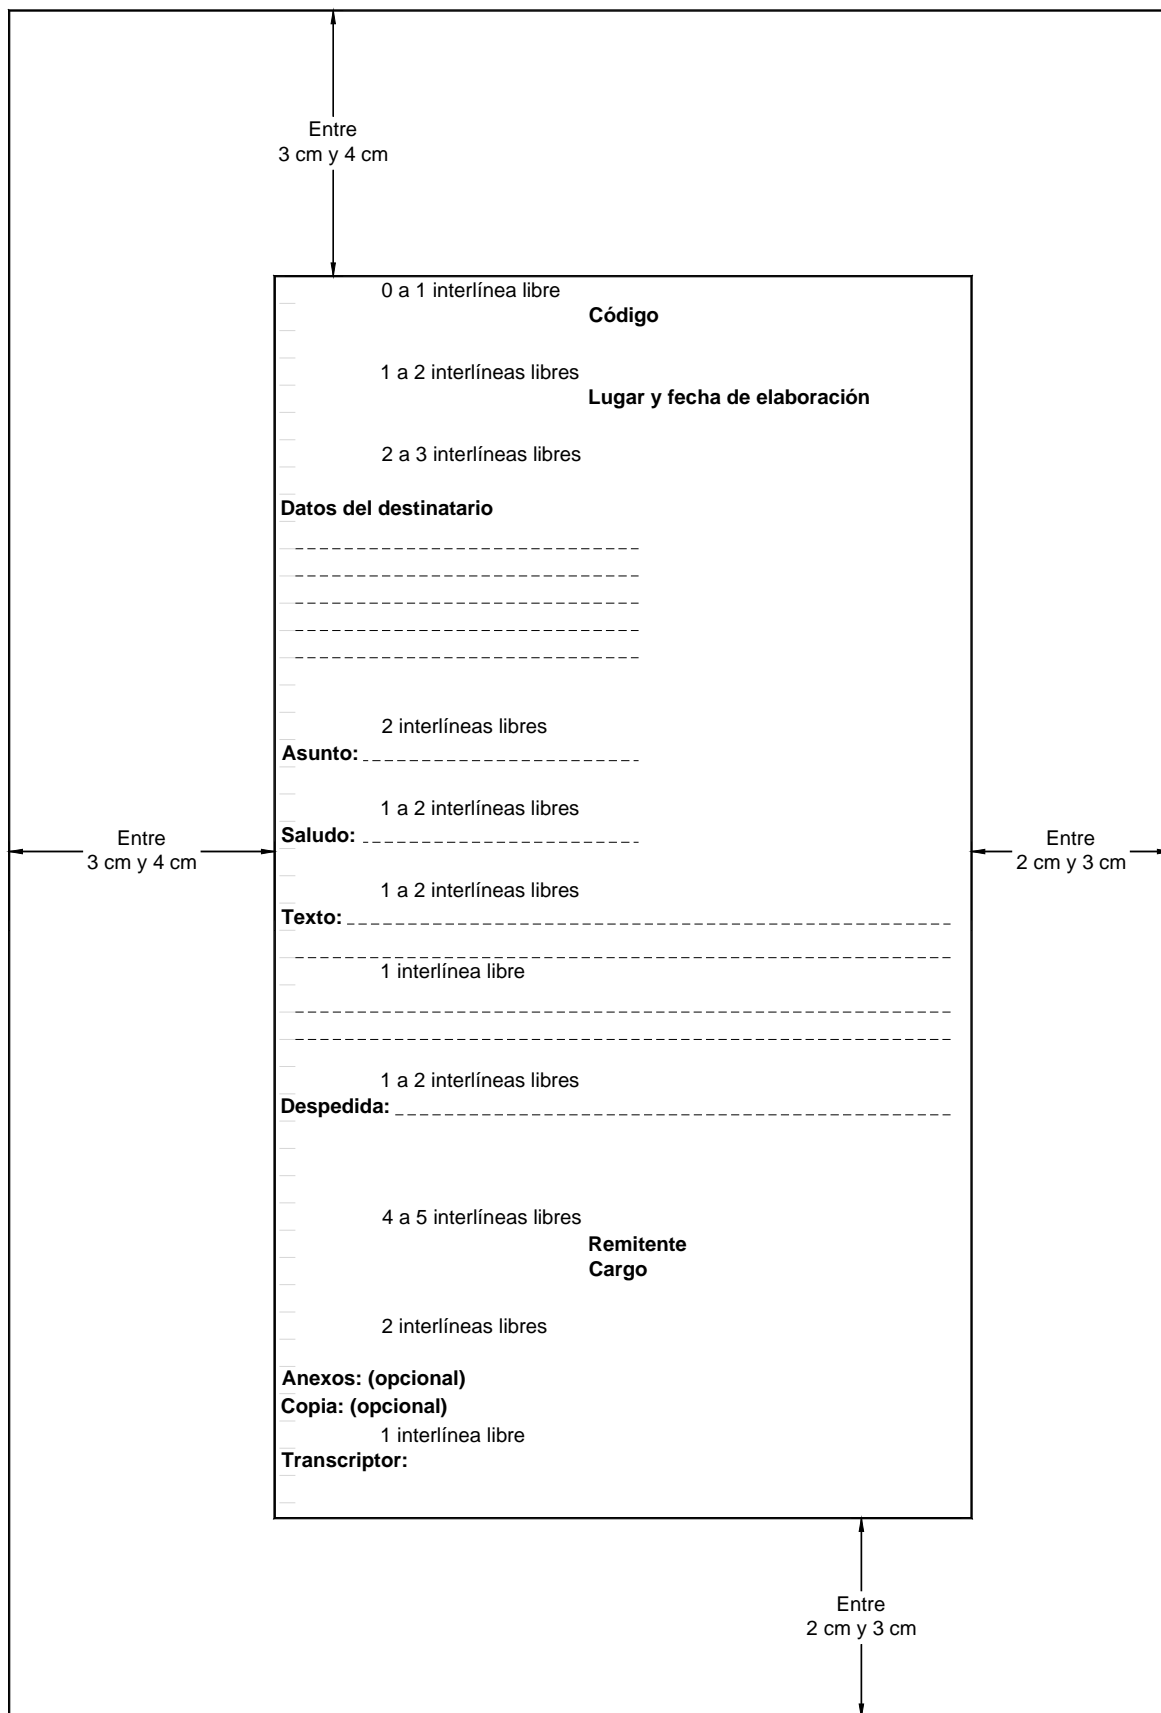 Entre
3 cm y 4 cm
0 a 1 interlínea libre
Código
1 a 2 interlíneas libres
Lugar y fecha de elaboración
2 a 3 interlíneas libres
Datos del destinatario
2 interlíneas libres
Asunto:
1 a 2 interlíneas libres
Saludo:
Entre
3 cm y 4 cm
Entre
2 cm y 3 cm
1 a 2 interlíneas libres
Texto:
1 interlínea libre
1 a 2 interlíneas libres
Despedida:
4 a 5 interlíneas libres
Remitente
Cargo
2 interlíneas libres
Anexos: (opcional)
Copia: (opcional)
1 interlínea libre
Transcriptor:
Entre
2 cm y 3 cm